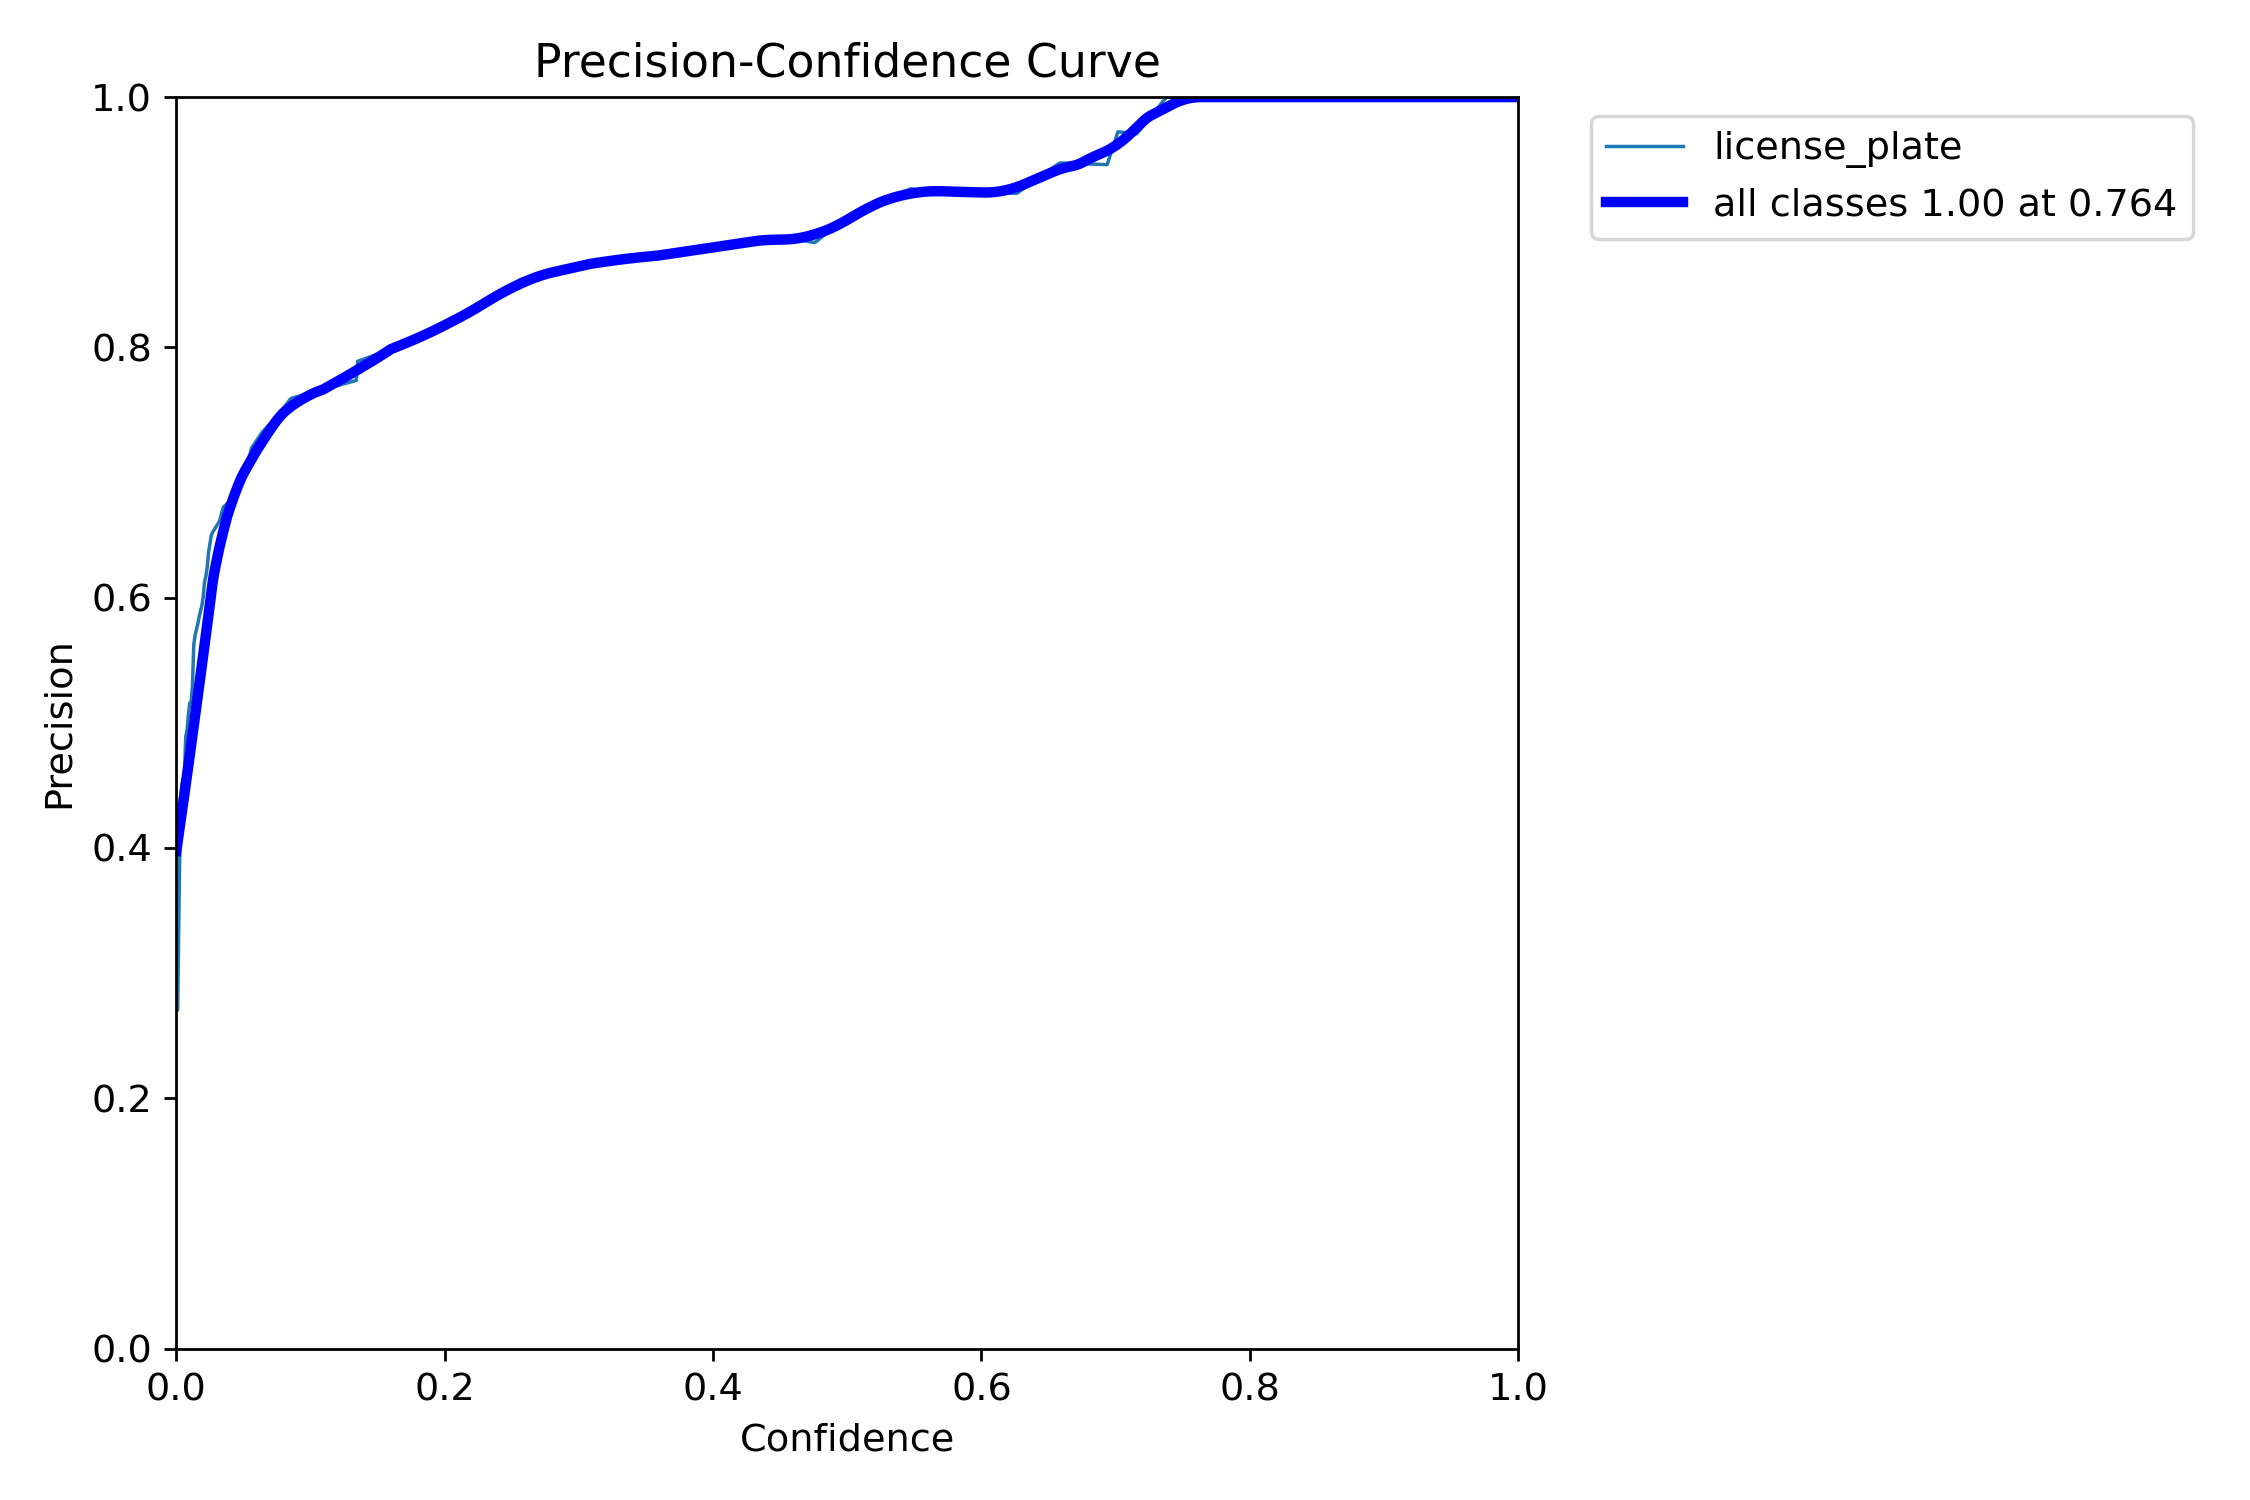 Precision-Confidence Curve
license_plate
all classes 1.00 at 0.764
Precision
1.0
0.8
0.6
0.4
0.2
0.0
0.0 0.2 0.4 0.6 0.8 1.0
Confidence